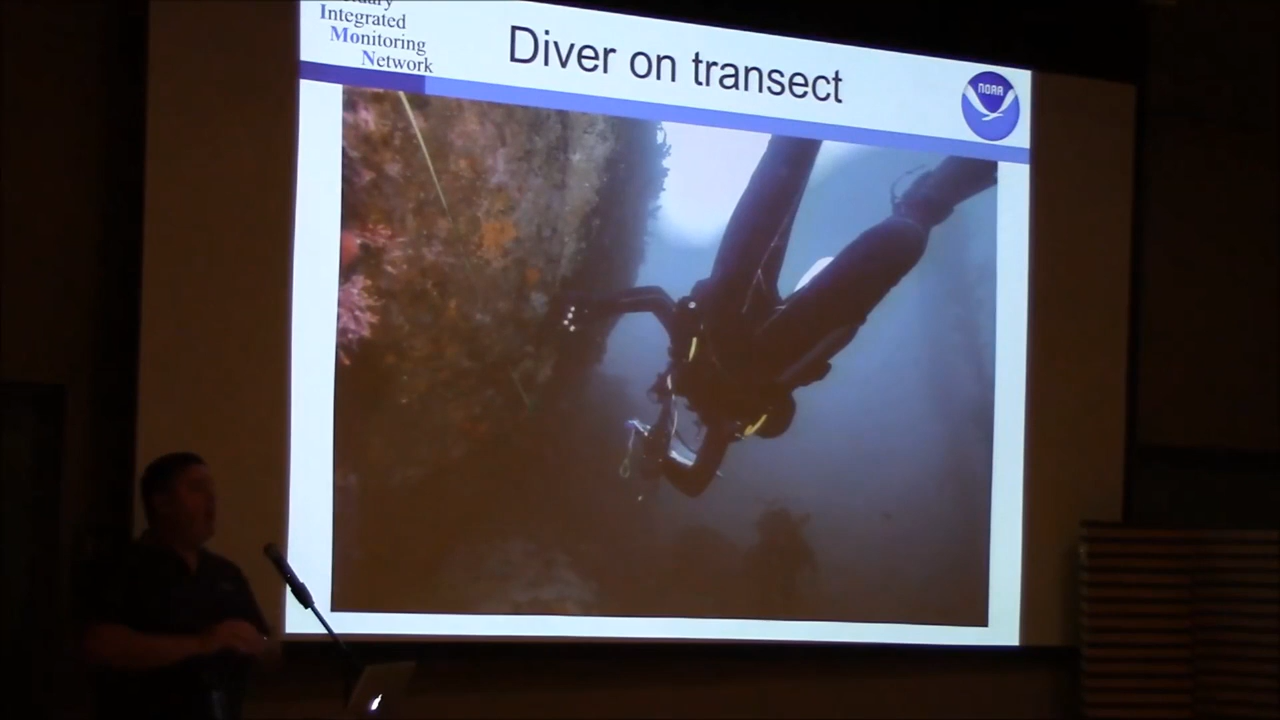 Integrated
Monitoring
Network
Diver on transect
NOAA